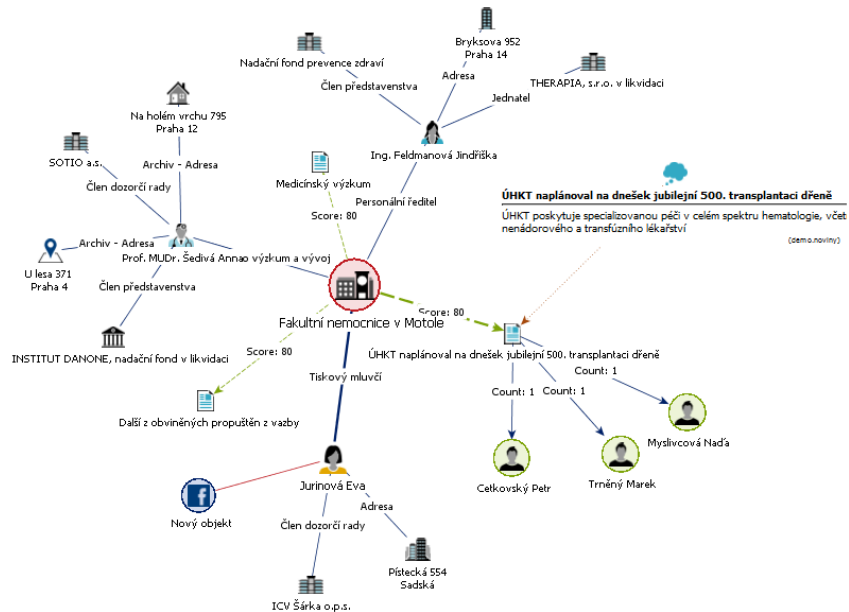 Bryksova 952
Praha 14
Nadační fond prevence zdraví
Adresa
THERAPIA, s.r.o. v likvidaci
Člen představenstva
Jednatel
Na holém vrchu 795
Praha 12
Ing. Feldmanová Jindřiška
SOTIO a.s.
Archiv - Adresa
Medicínský výzkum
Člen dozorčí rady
Personální ředitel
Score: 80
ÚHKT naplánoval na dnešek jubilejní 500. transplantaci dřeně
ÚHKT poskytuje specializovanou péči v celém spektru hematologie, včet
nenádorového a transfúzního lékařství
(demo.noviny)
Archiv - Adresa
Prof. MUDr. Šedivá Anna
o výzkum a vývoj
U lesa 371
Praha 4
Člen představenstva
Score: 80
Fakultní nemocnice v Motole
INSTITUT DANONE, nadační fond v likvidaci
Score: 80
ÚHKT naplánoval na dnešek jubilejní 500. transplantaci dřeně
Tiskový mluvčí
Count: 1
Count: 1
Count: 1
Další z obviněných propuštěn z vazby
Myslivcová Naďa
Cetkovský Petr
Trněný Marek
Jurinová Eva
Adresa
Nový objekt
Člen dozorčí rady
Pístecká 554
Sadská
ICV Šárka o.p.s.